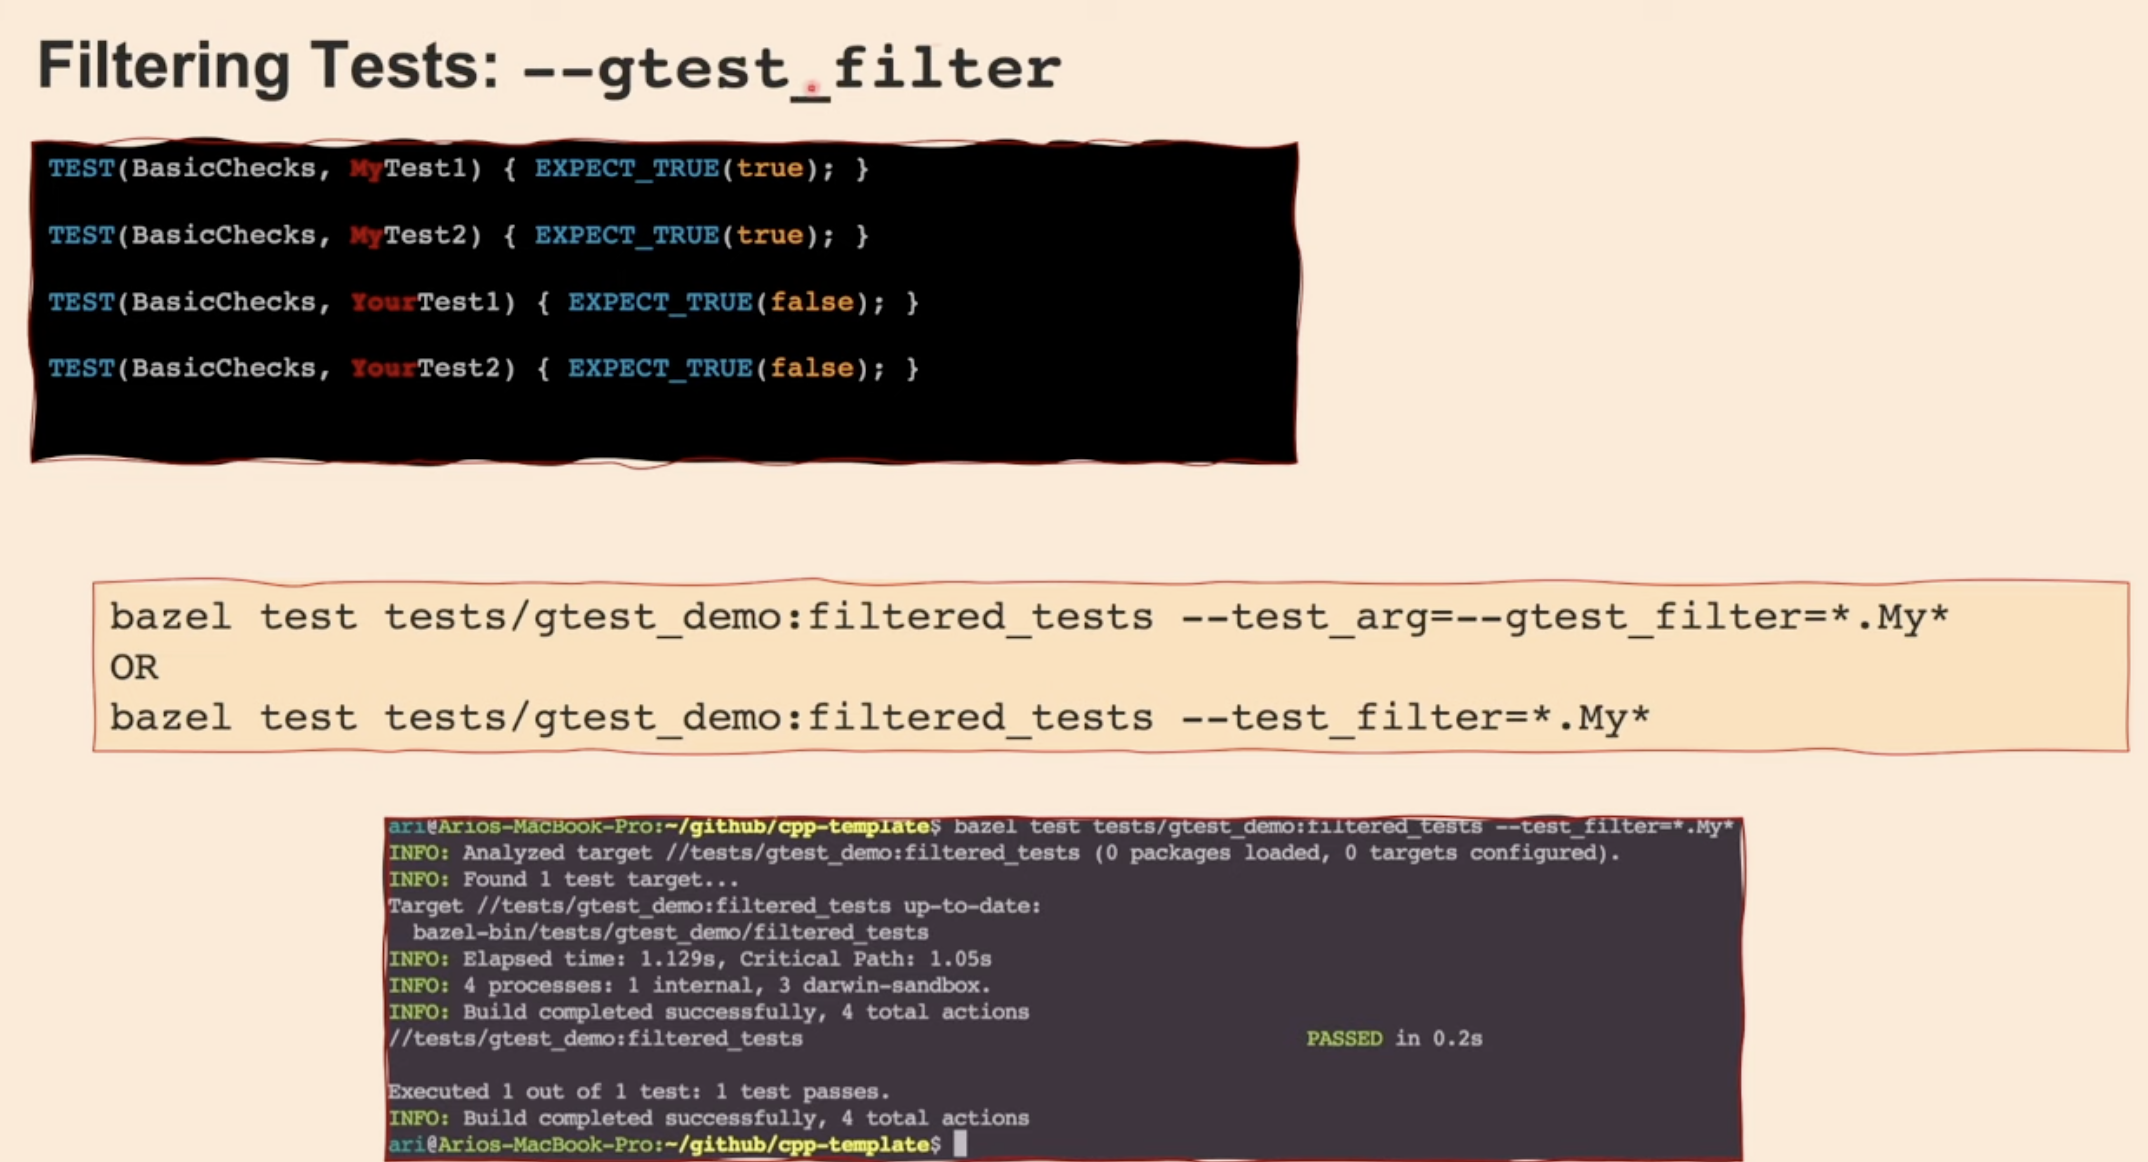 Filtering Tests: --gtest_filter
TEST(BasicChecks, MyTest1) { EXPECT_TRUE(true); }
TEST(BasicChecks, MyTest2) { EXPECT_TRUE(true); }
TEST(BasicChecks, YourTest1) { EXPECT_TRUE(false); }
TEST(BasicChecks, YourTest2) { EXPECT_TRUE(false); }
bazel test tests/gtest_demo:filtered_tests --test_arg=--gtest_filter=*.My*
OR
bazel test tests/gtest_demo:filtered_tests --test_filter=*.My*
ari@Arios-MacBook-Pro:~/github/cpp-template$ bazel test tests/gtest_demo:filtered_tests --test_filter=*.My*
INFO: Analyzed target //tests/gtest_demo:filtered_tests (0 packages loaded, 0 targets configured).
INFO: Found 1 test target...
Target //tests/gtest_demo:filtered_tests up-to-date:
  bazel-bin/tests/gtest_demo/filtered_tests
INFO: Elapsed time: 1.129s, Critical Path: 1.05s
INFO: 4 processes: 1 internal, 3 darwin-sandbox.
INFO: Build completed successfully, 4 total actions
//tests/gtest_demo:filtered_tests PASSED in 0.2s
Executed 1 out of 1 test: 1 test passes.
INFO: Build completed successfully, 4 total actions
ari@Arios-MacBook-Pro:~/github/cpp-template$